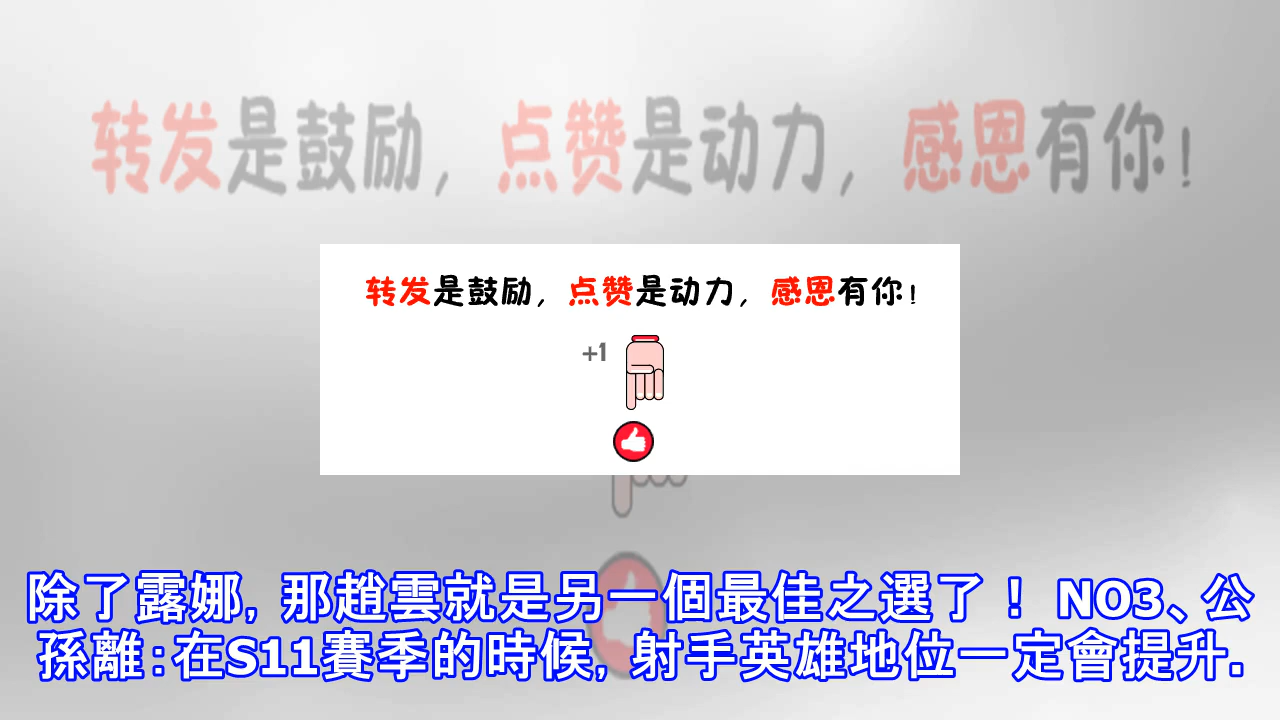 转发是鼓励，点赞是动力，感恩有你！
转发是鼓励，点赞是动力，感恩有你！
+1
除了露娜, 那趙雲就是另一個最佳之選了！ NO3、公
孫離:在S11賽季的時候, 射手英雄地位一定會提升.